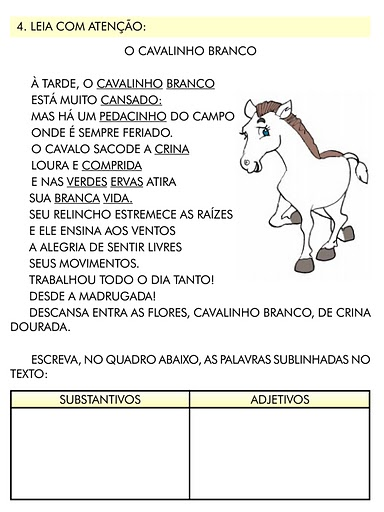 4. LEIA COM ATENÇÃO:
O CAVALINHO BRANCO
À TARDE, O CAVALINHO BRANCO
ESTÁ MUITO CANSADO:
MAS HÁ UM PEDACINHO DO CAMPO
ONDE É SEMPRE FERIADO.
O CAVALO SACODE A CRINA
LOURA E COMPRIDA
E NAS VERDES ERVAS ATIRA
SUA BRANCA VIDA.
SEU RELINCHO ESTREMECE AS RAÍZES
E ELE ENSINA AOS VENTOS
A ALEGRIA DE SENTIR LIVRES
SEUS MOVIMENTOS.
TRABALHOU TODO O DIA TANTO!
DESDE A MADRUGADA!
DESCANSA ENTRA AS FLORES, CAVALINHO BRANCO, DE CRINA
DOURADA.
ESCREVA, NO QUADRO ABAIXO, AS PALAVRAS SUBLINHADAS NO
TEXTO:
SUBSTANTIVOS ADJETIVOS